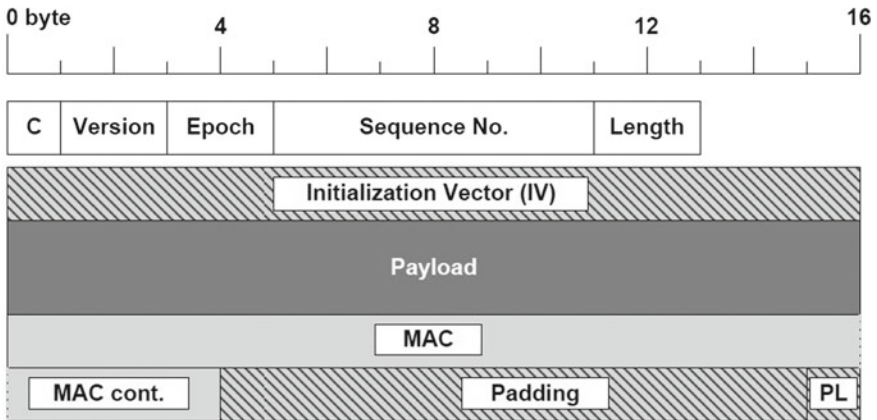 0 byte 4 8 12 16
C Version Epoch Sequence No. Length
Initialization Vector (IV)
Payload
MAC
MAC cont. Padding PL